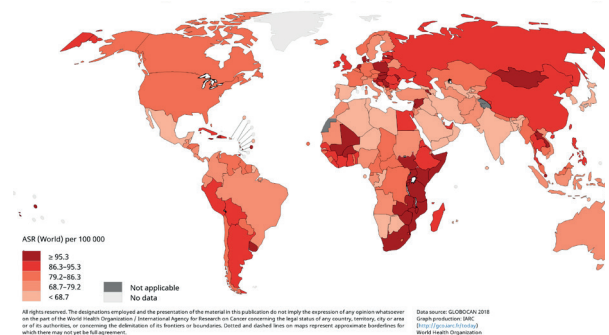 ASR (World) per 100 000
≥ 95.3
86.3–95.3
79.2–86.3
68.7–79.2
< 68.7
Not applicable
No data
All rights reserved. The designations employed and the presentation of the material in this publication do not imply the expression of any opinion whatsoever
on the part of the World Health Organization / International Agency for Research on Cancer concerning the legal status of any country, territory, city or area
or of its authorities, or concerning the delimitation of its frontiers or boundaries. Dotted and dashed lines on maps represent approximate borderlines for
which there may not yet be full agreement.
Data source: GLOBOCAN 2018
Graph production: IARC
(http://gco.iarc.fr/today)
World Health Organization